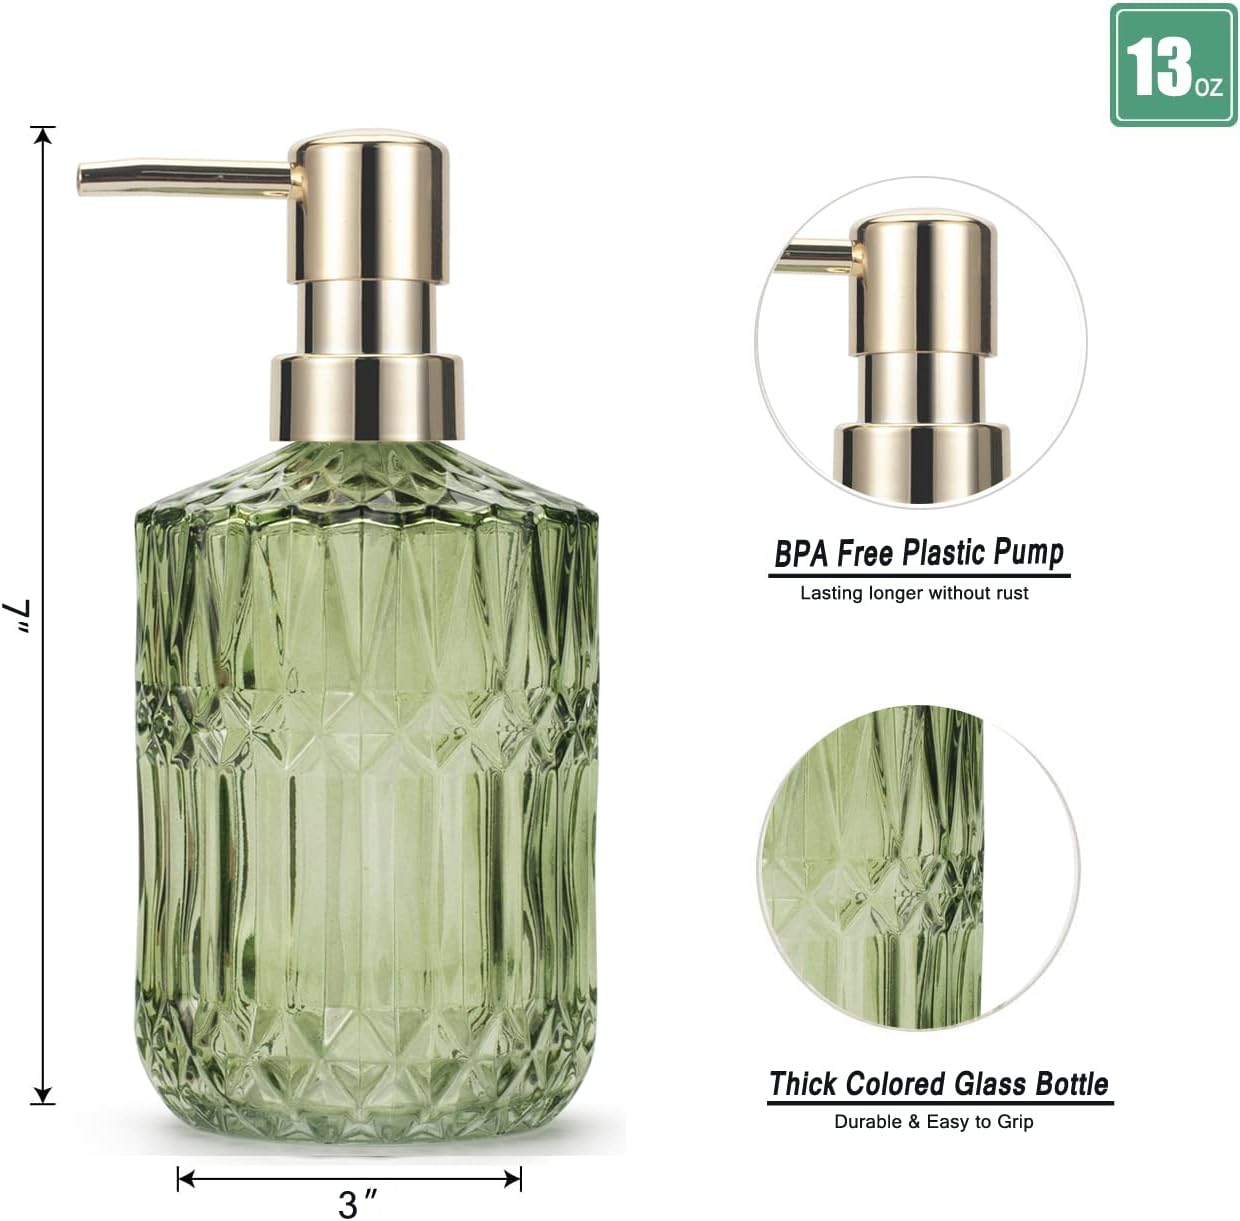 13 oz
7"
BPA Free Plastic Pump
Lasting longer without rust
Thick Colored Glass Bottle
Durable & Easy to Grip
3"